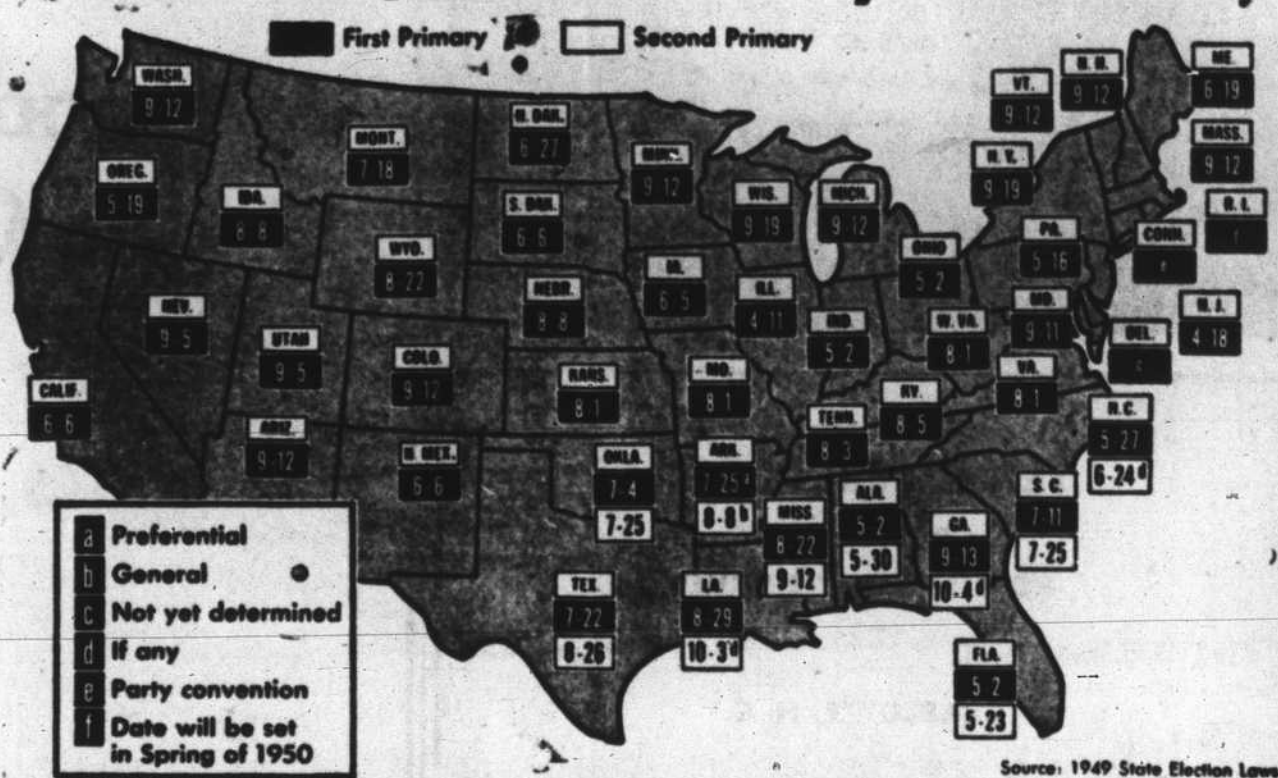 First Primary
Second Primary
WASH.
9 12
OREG.
5 19
CALIF.
6 6
NEV.
9 5
IDA.
8 8
MONT.
7 18
WYO.
8 22
UTAH
9 5
COLO.
9 12
ARIZ.
9-12
N. MEX.
6 6
N. DAK.
6 27
S. DAK.
6 6
NEBR.
8 8
KANS.
8 1
OKLA.
7-4
7-25
TEX.
7-22
8-26
MINN.
9 12
IA.
6 5
MO.
8 1
ARK.
7-25 a
8-8 b
LA.
8-29
10-3 d
WIS.
9 19
ILL.
4 11
MICH.
9 12
IND.
5 2
OHIO
5 2
KY.
8 5
TENN.
8 3
MISS.
8 22
9-12
ALA.
5 2
5-30
GA.
9 13
10-4 d
FLA.
5 2
5-23
S. C.
7-11
7-25
N.C.
5 27
6-24 d
VA.
8 1
W. VA.
8 1
MD.
9 11
PA.
5 16
DEL.
c
N. J.
4 18
N. Y.
9 19
CONN.
e
R. I.
f
MASS.
9 12
VT.
9 12
N. H.
9 12
ME.
6 19
a Preferential
b General
c Not yet determined
d If any
e Party convention
f Date will be set
in Spring of 1950
Source: 1949 State Election Laws